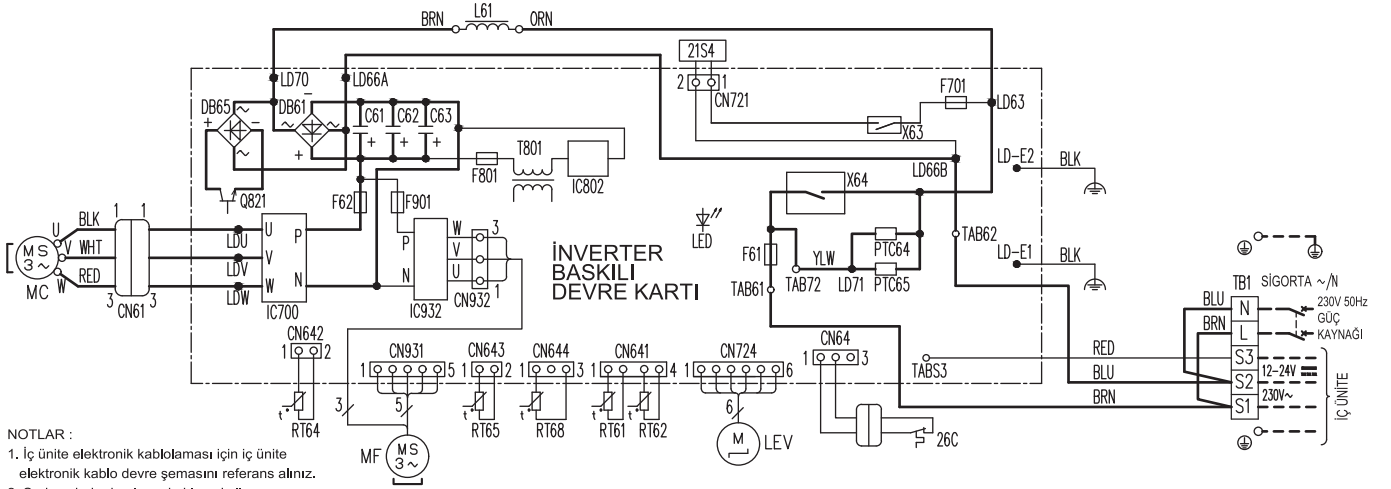 BRN L61 ORN
21S4
LD70 LD66A
2 1
CN721
F701
LD63
DB65 DB61
~ - ~
+ - ~ ~
C61 C62 C63
+ + +
~ +
X63
T801
F801 IC802
LD66B
LD-E2 BLK
Q821
F62 F901
X64
LED
U BLK 1 1
V WHT
W RED 3 3
MS 3~
MC
CN61
LDU
LDV
LDW
U P
V
W N
IC700
P W 3
V
N U 1
IC932 CN932
İNVERTER
BASKILI
DEVRE KARTI
F61
YLW
PTC64
PTC65
TAB61 TAB72 LD71
TAB62
LD-E1 BLK
TB1 SİGORTA ~/N
BLU N 230V 50Hz
GÜÇ
BRN L KAYNAĞI
RED S3
12-24V
BLU S2
230V~
BRN S1
İÇ ÜNİTE
TABS3
CN642
1 2
CN931
1 5
CN643
1 2
CN644
1 3
CN641
1 4
CN724
1 6
CN64
1 3
3 5 6
t° t° t° t° t°
RT64 RT65 RT68 RT61 RT62
MF MS 3~
M LEV
26C
NOTLAR :
1. İç ünite elektronik kablolaması için iç ünite
elektronik kablo devre şemasını referans alınız.